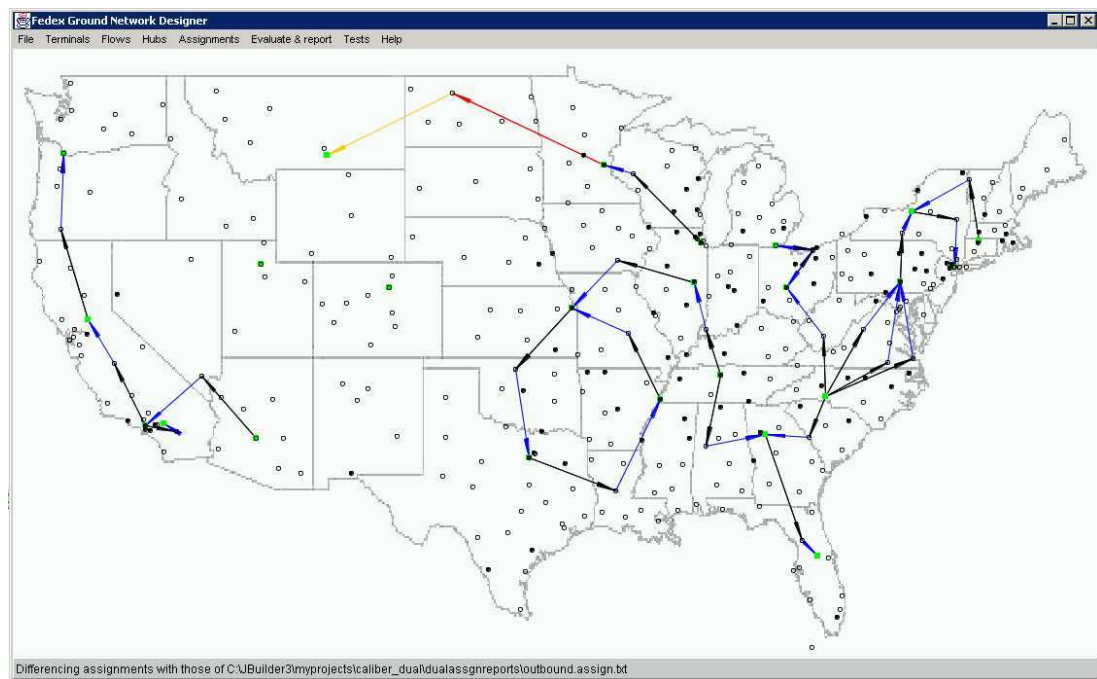 Fedex Ground Network Designer
File Terminals Flows Hubs Assignments Evaluate & report Tests Help
Differencing assignments with those of C:\JBuilder3\myprojects\caliber_dual\dualassgnreports\outbound.assign.txt